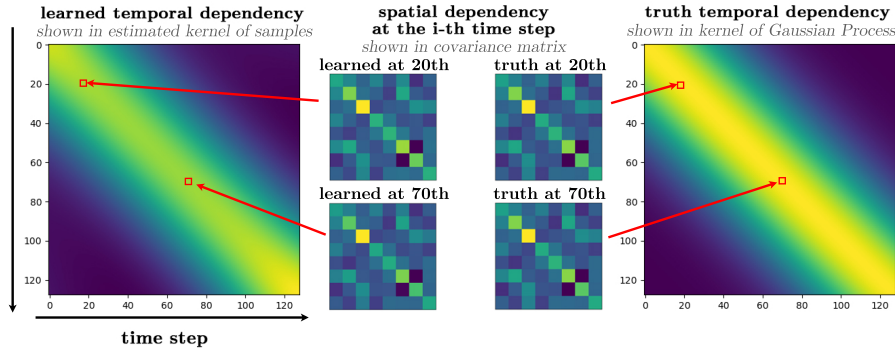 learned temporal dependency
shown in estimated kernel of samples
spatial dependency
at the i-th time step
shown in covariance matrix
truth temporal dependency
shown in kernel of Gaussian Process
learned at 20th
truth at 20th
learned at 70th
truth at 70th
0
20
40
60
80
100
120
0 20 40 60 80 100 120
0
20
40
60
80
100
120
0 20 40 60 80 100 120
time step